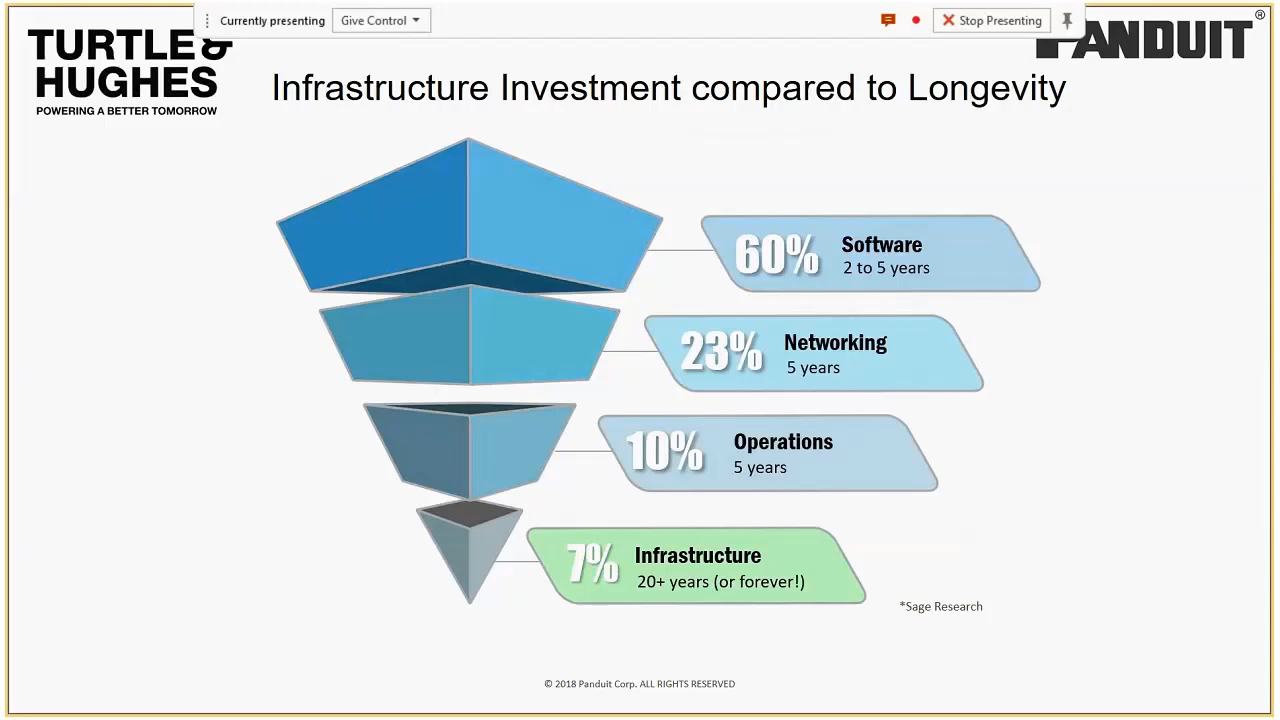 Currently presenting
Give Control
Stop Presenting
TURTLE &
HUGHES
POWERING A BETTER TOMORROW
PANDUIT®
Infrastructure Investment compared to Longevity
60%
Software
2 to 5 years
23%
Networking
5 years
10%
Operations
5 years
7%
Infrastructure
20+ years (or forever!)
*Sage Research
© 2018 Panduit Corp. ALL RIGHTS RESERVED